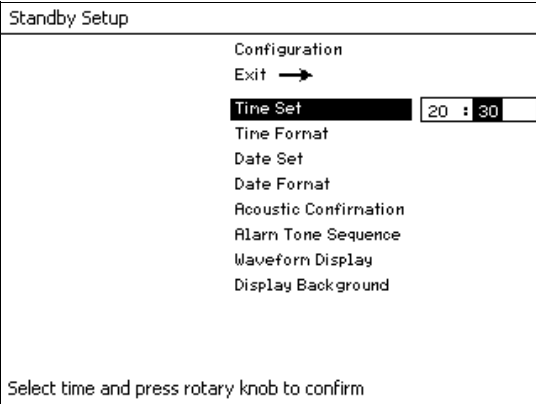 Standby Setup
Configuration
Exit
Time Set 20 : 30
Time Format
Date Set
Date Format
Acoustic Confirmation
Alarm Tone Sequence
Waveform Display
Display Background
Select time and press rotary knob to confirm